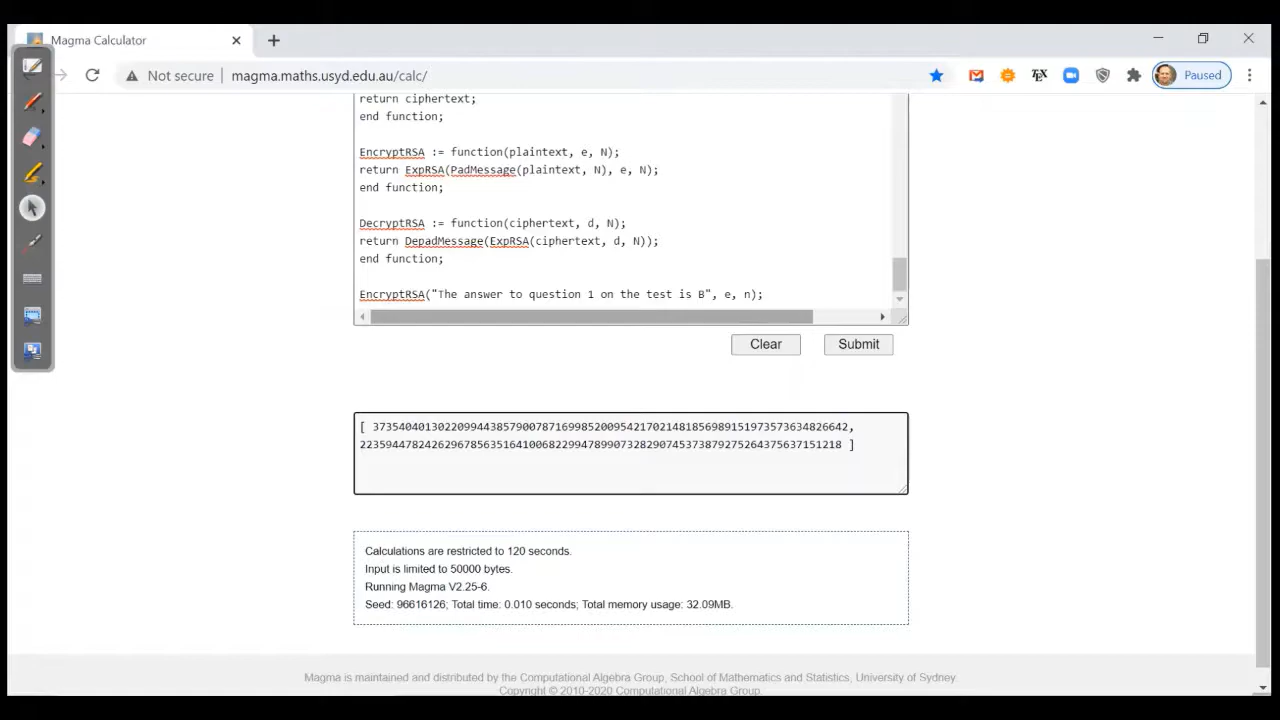 Magma Calculator
Not secure | magma.maths.usyd.edu.au/calc/
TEX
Paused
return ciphertext;
end function;
EncryptRSA := function(plaintext, e, N);
return ExpRSA(PadMessage(plaintext, N), e, N);
end function;
DecryptRSA := function(ciphertext, d, N);
return DepadMessage(ExpRSA(ciphertext, d, N));
end function;
EncryptRSA("The answer to question 1 on the test is B", e, n);
Clear Submit
[ 3735404013022099443857900787169985200954217021481856989151973573634826642,
2235944782426296785635164100682299478990732829074537387927526437563715​1218 ]
Calculations are restricted to 120 seconds.
Input is limited to 50000 bytes.
Running Magma V2.25-6.
Seed: 96616126; Total time: 0.010 seconds; Total memory usage: 32.09MB.
Magma is maintained and distributed by the Computational Algebra Group, School of Mathematics and Statistics, University of Sydney.
Copyright © 2010-2020 Computational Algebra Group.